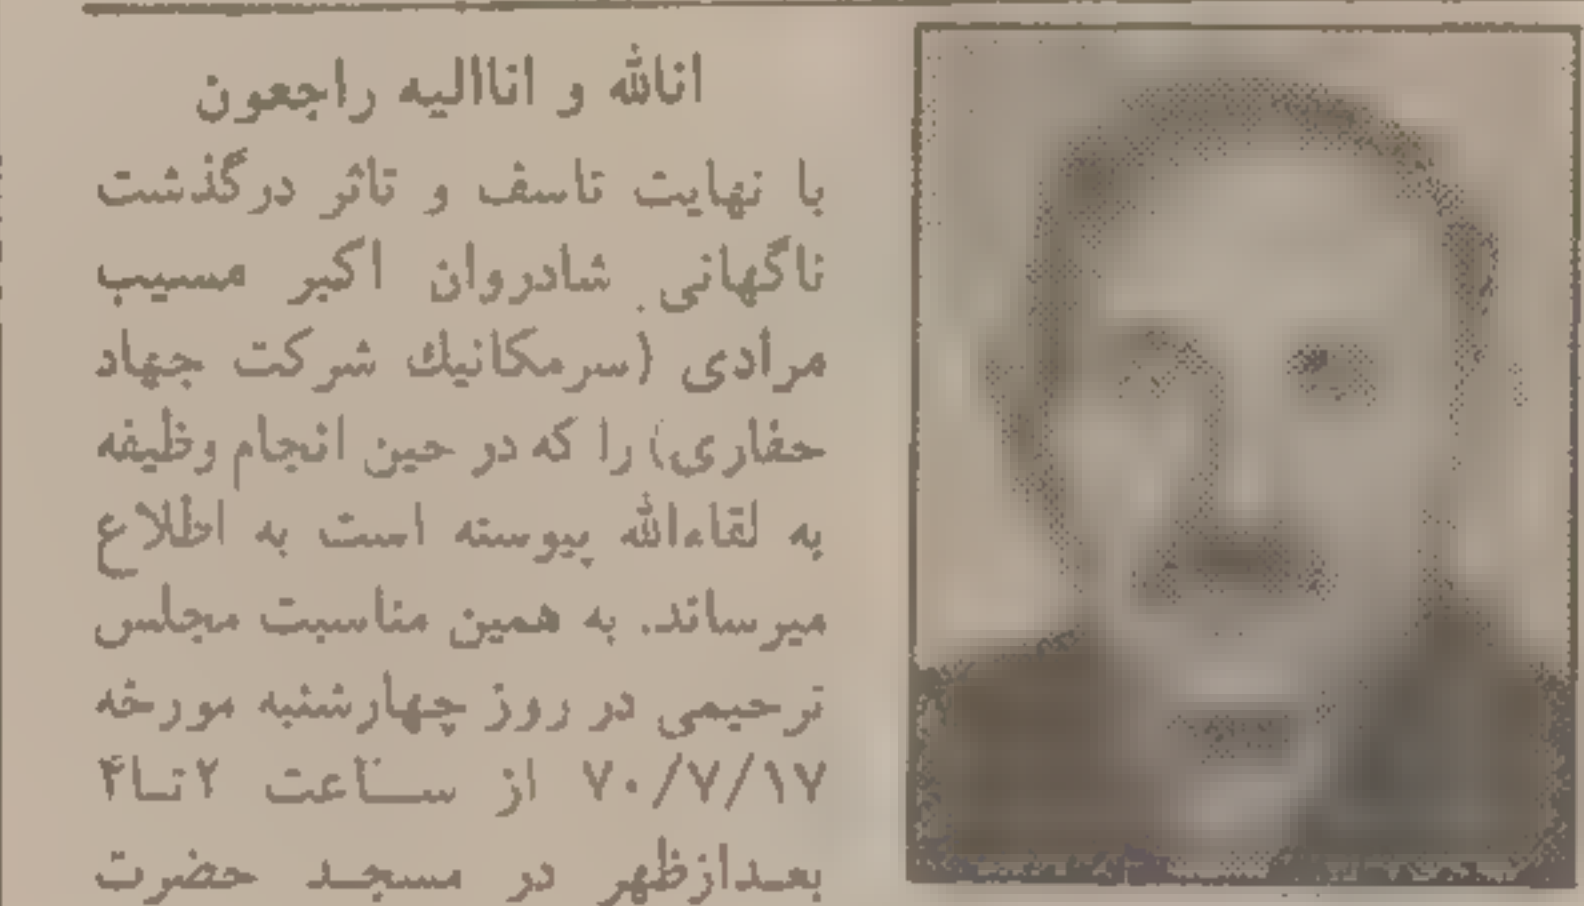 انالله و اناالیه راجعون
با نهایت تاسف و تاثر درگذشت
ناگهانی شادروان اکبر مسیب
مرادی (سرمکانیك شرکت جهاد
حفاری) را که در حین انجام وظیفه
به لقاءالله پیوسته است به اطلاع
میرساند. به همین مناسبت مجلس
ترحیمی در روز چهارشنبه مورخه
۷۰/۷/۱۷ از ساعت ۲ تا ۴
بعدازظهر در مسجد حضرت